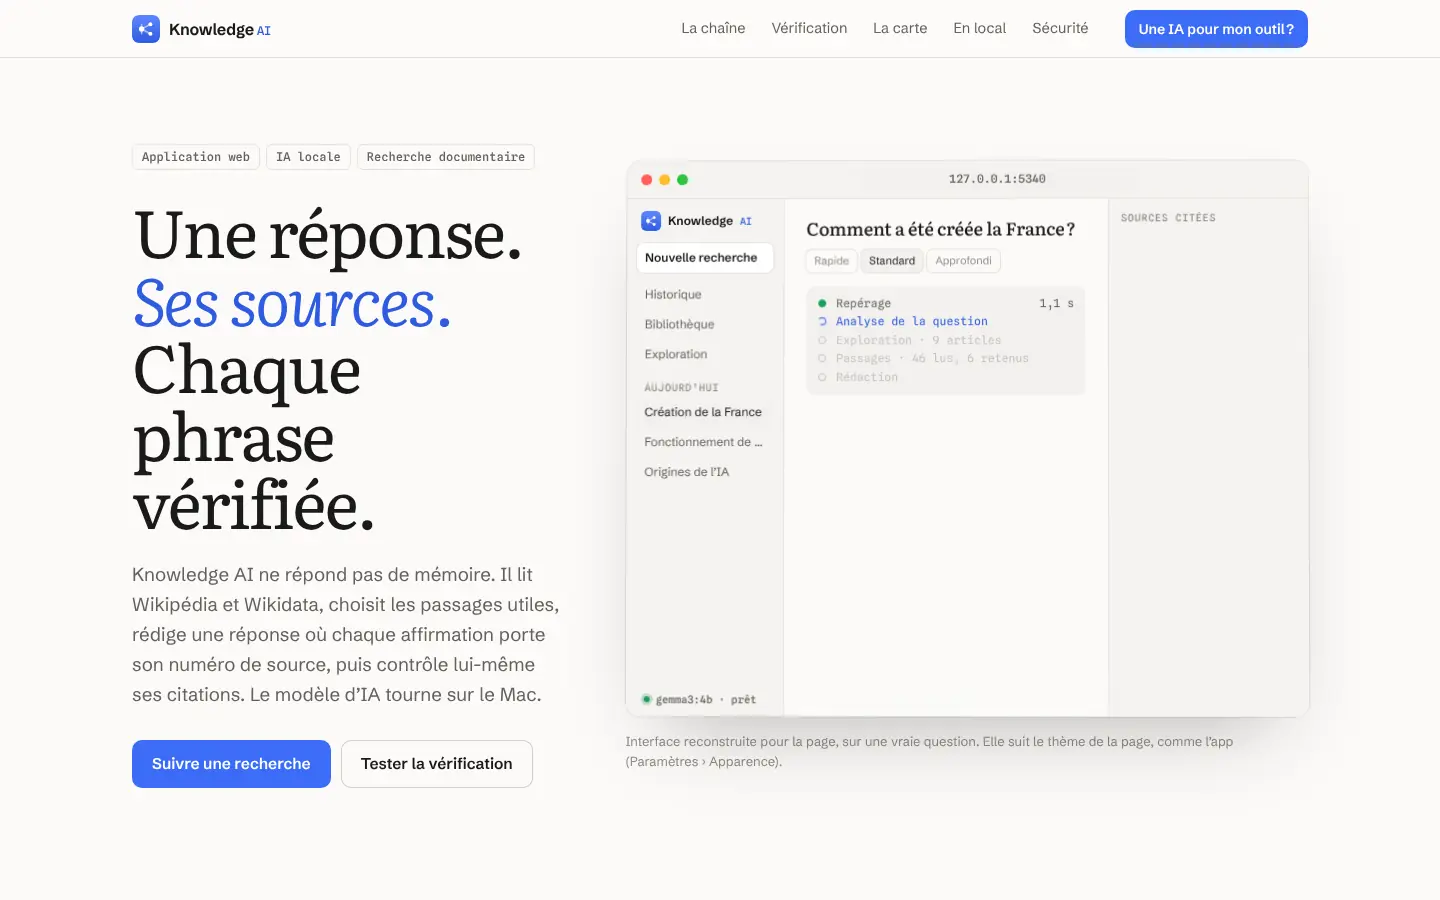 Knowledge AI
La chaîne
Vérification
La carte
En local
Sécurité
Une IA pour mon outil ?
Application web
IA locale
Recherche documentaire
Une réponse.
Ses sources.
Chaque
phrase
vérifiée.
Knowledge AI ne répond pas de mémoire. Il lit
Wikipédia et Wikidata, choisit les passages utiles,
rédige une réponse où chaque affirmation porte
son numéro de source, puis contrôle lui-même
ses citations. Le modèle d’IA tourne sur le Mac.
Suivre une recherche
Tester la vérification
127.0.0.1:5340
Knowledge AI
Nouvelle recherche
Historique
Bibliothèque
Exploration
AUJOURD'HUI
Création de la France
Fonctionnement de ...
Origines de l’IA
gemma3:4b · prêt
Comment a été créée la France ?
Rapide
Standard
Approfondi
Repérage 1,1 s
Analyse de la question
Exploration · 9 articles
Passages · 46 lus, 6 retenus
Rédaction
SOURCES CITÉES
Interface reconstruite pour la page, sur une vraie question. Elle suit le thème de la page, comme l’app
(Paramètres › Apparence).